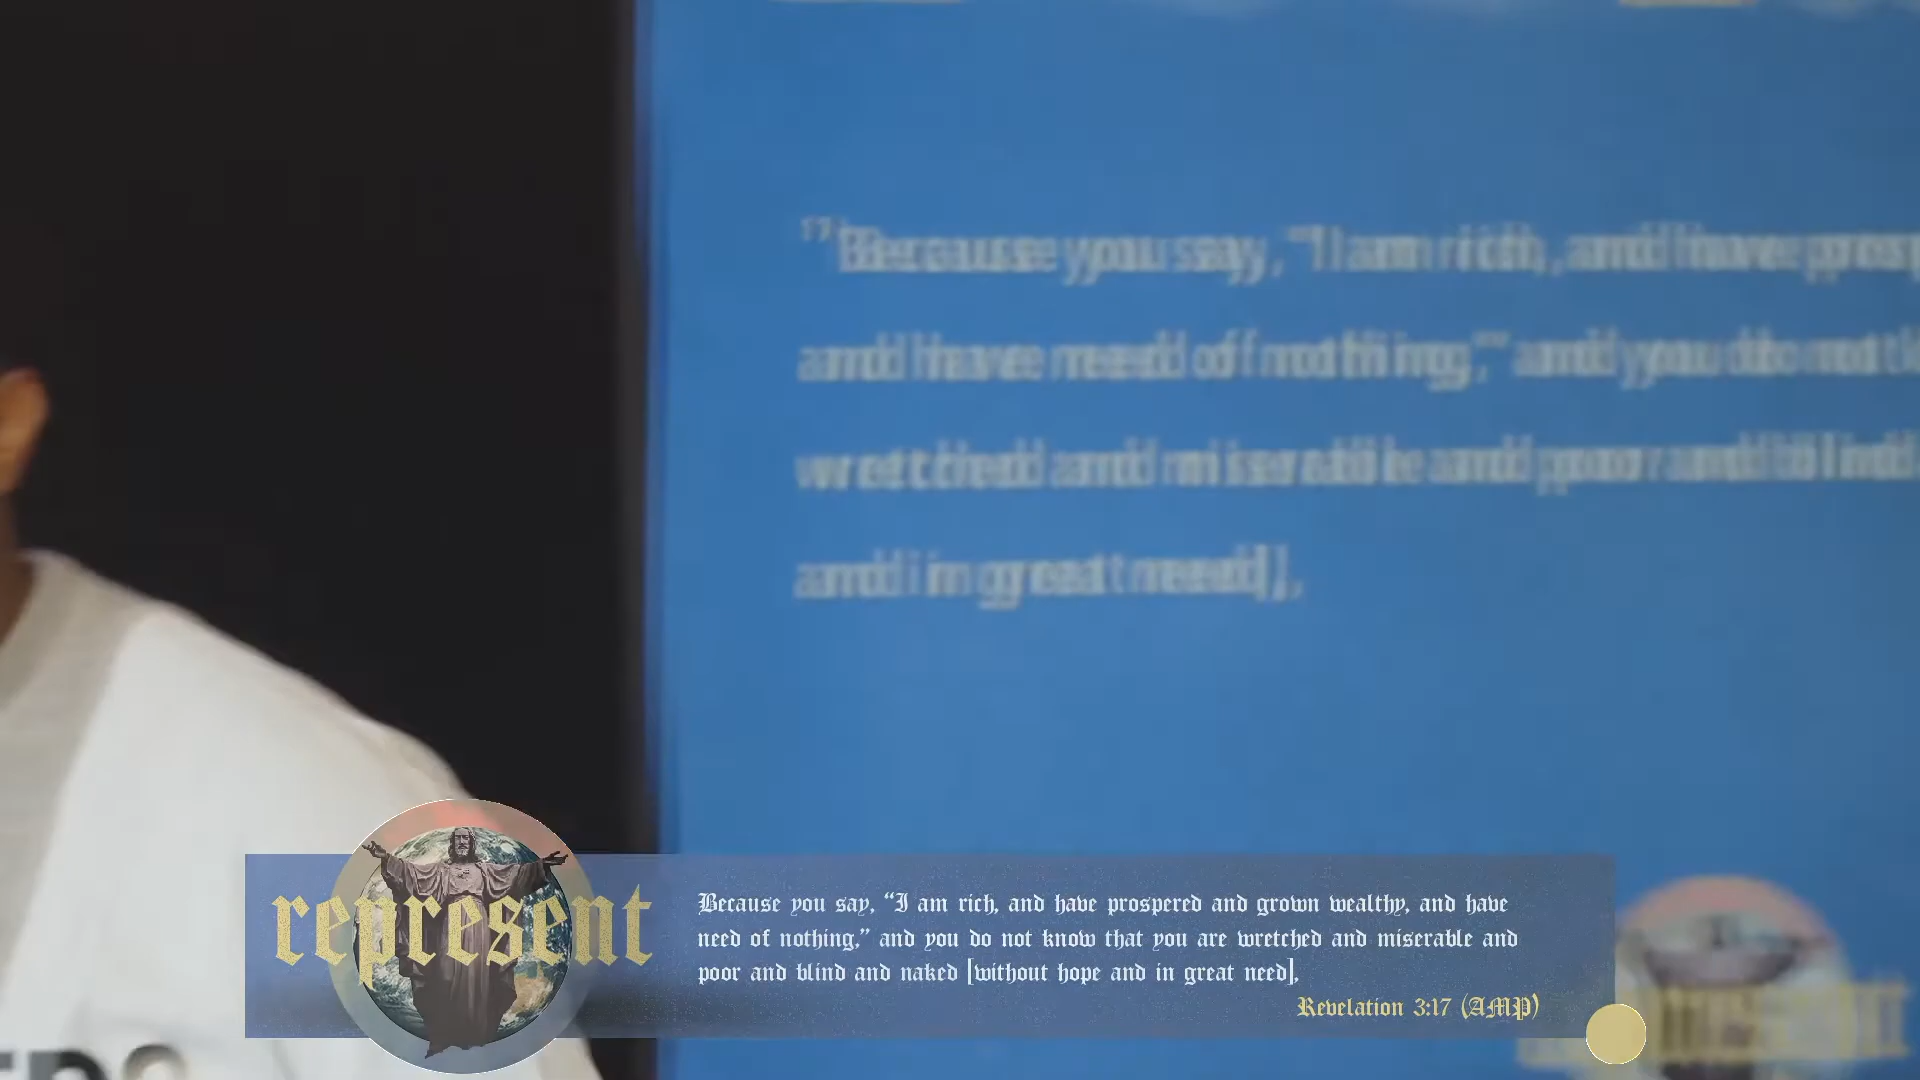 17 Because you say, "I am rich, and have
and have need of nothing," and you do not
wretched and miserable and poor and blind
and in great need],
represent
Because you say, “I am rich, and have prospered and grown wealthy, and have
need of nothing,” and you do not know that you are wretched and miserable and
poor and blind and naked [without hope and in great need],
Revelation 3:17 (AMP)